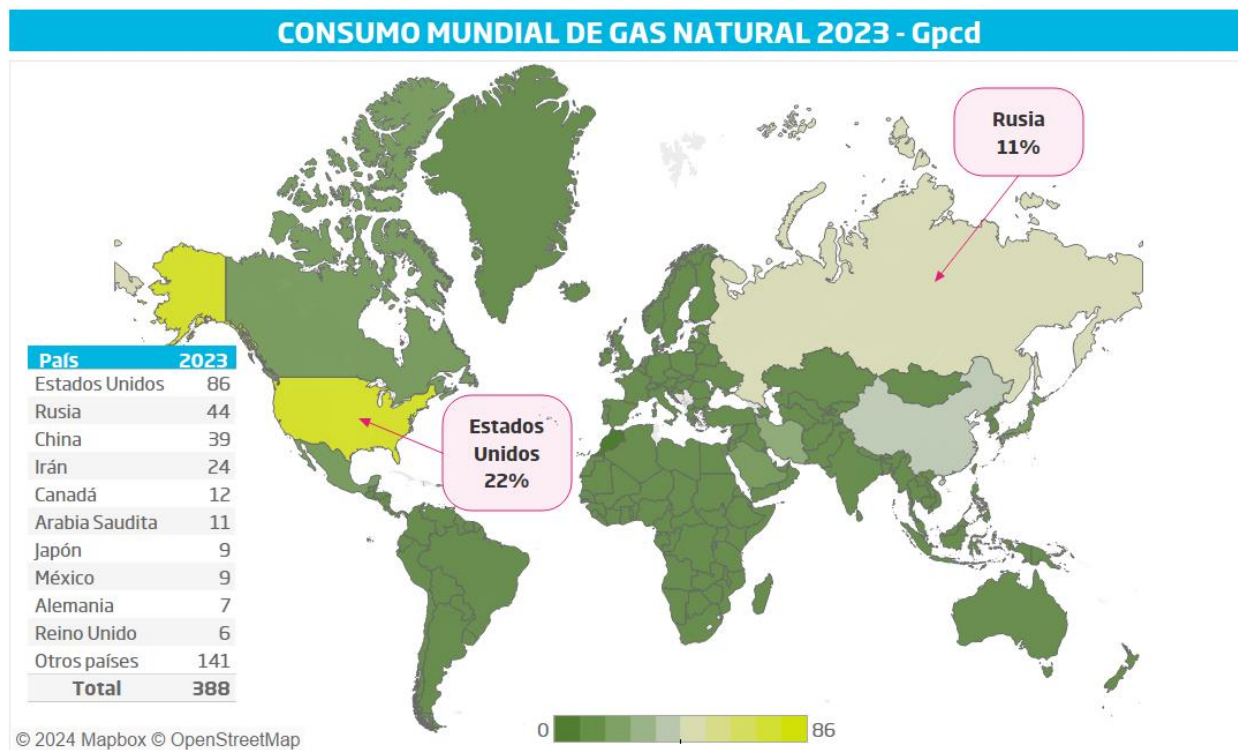 CONSUMO MUNDIAL DE GAS NATURAL 2023 - Gpcd
Rusia
11%
Estados
Unidos
22%
País 2023
Estados Unidos 86
Rusia 44
China 39
Irán 24
Canadá 12
Arabia Saudita 11
Japón 9
México 9
Alemania 7
Reino Unido 6
Otros países 141
Total 388
0 86
© 2024 Mapbox © OpenStreetMap